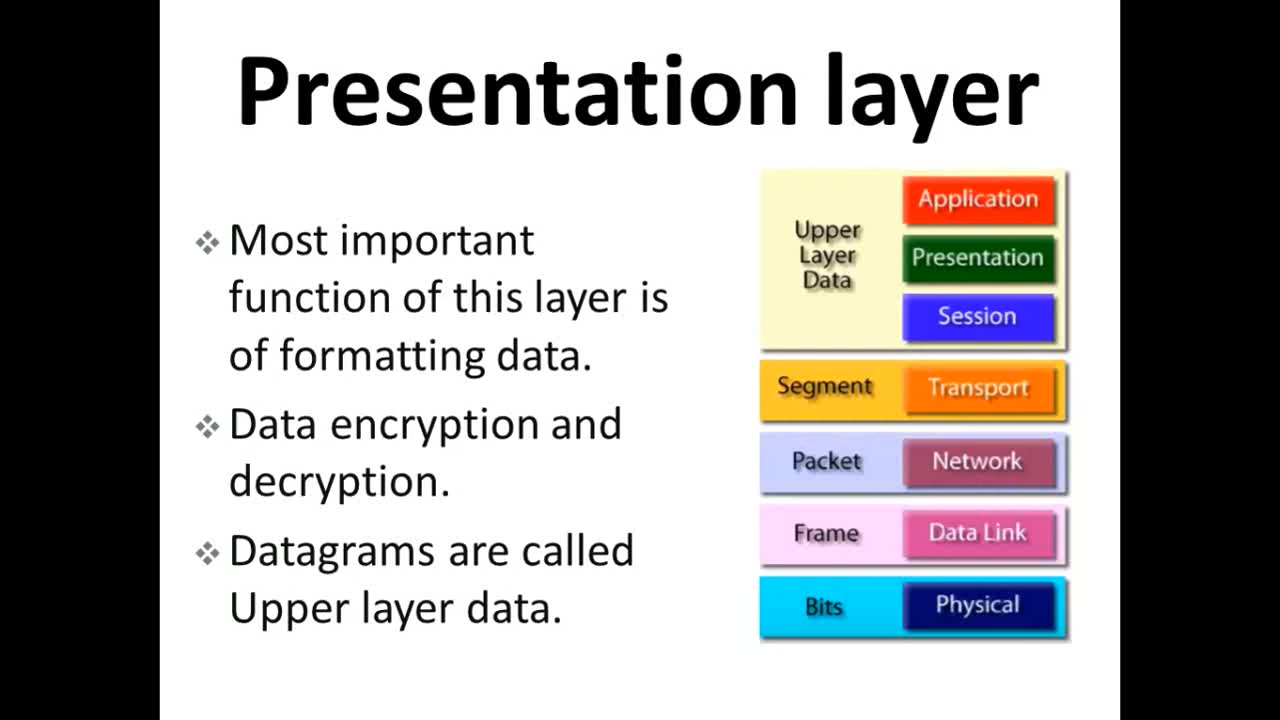 Presentation layer
Most important
function of this layer is
of formatting data.
Data encryption and
decryption.
Datagrams are called
Upper layer data.
Upper
Layer
Data
Application
Presentation
Session
Segment
Transport
Packet
Network
Frame
Data Link
Bits
Physical